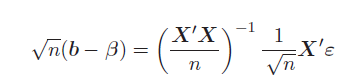 √n(b − β) = (X′X / n)⁻¹ 1/√n X′ε